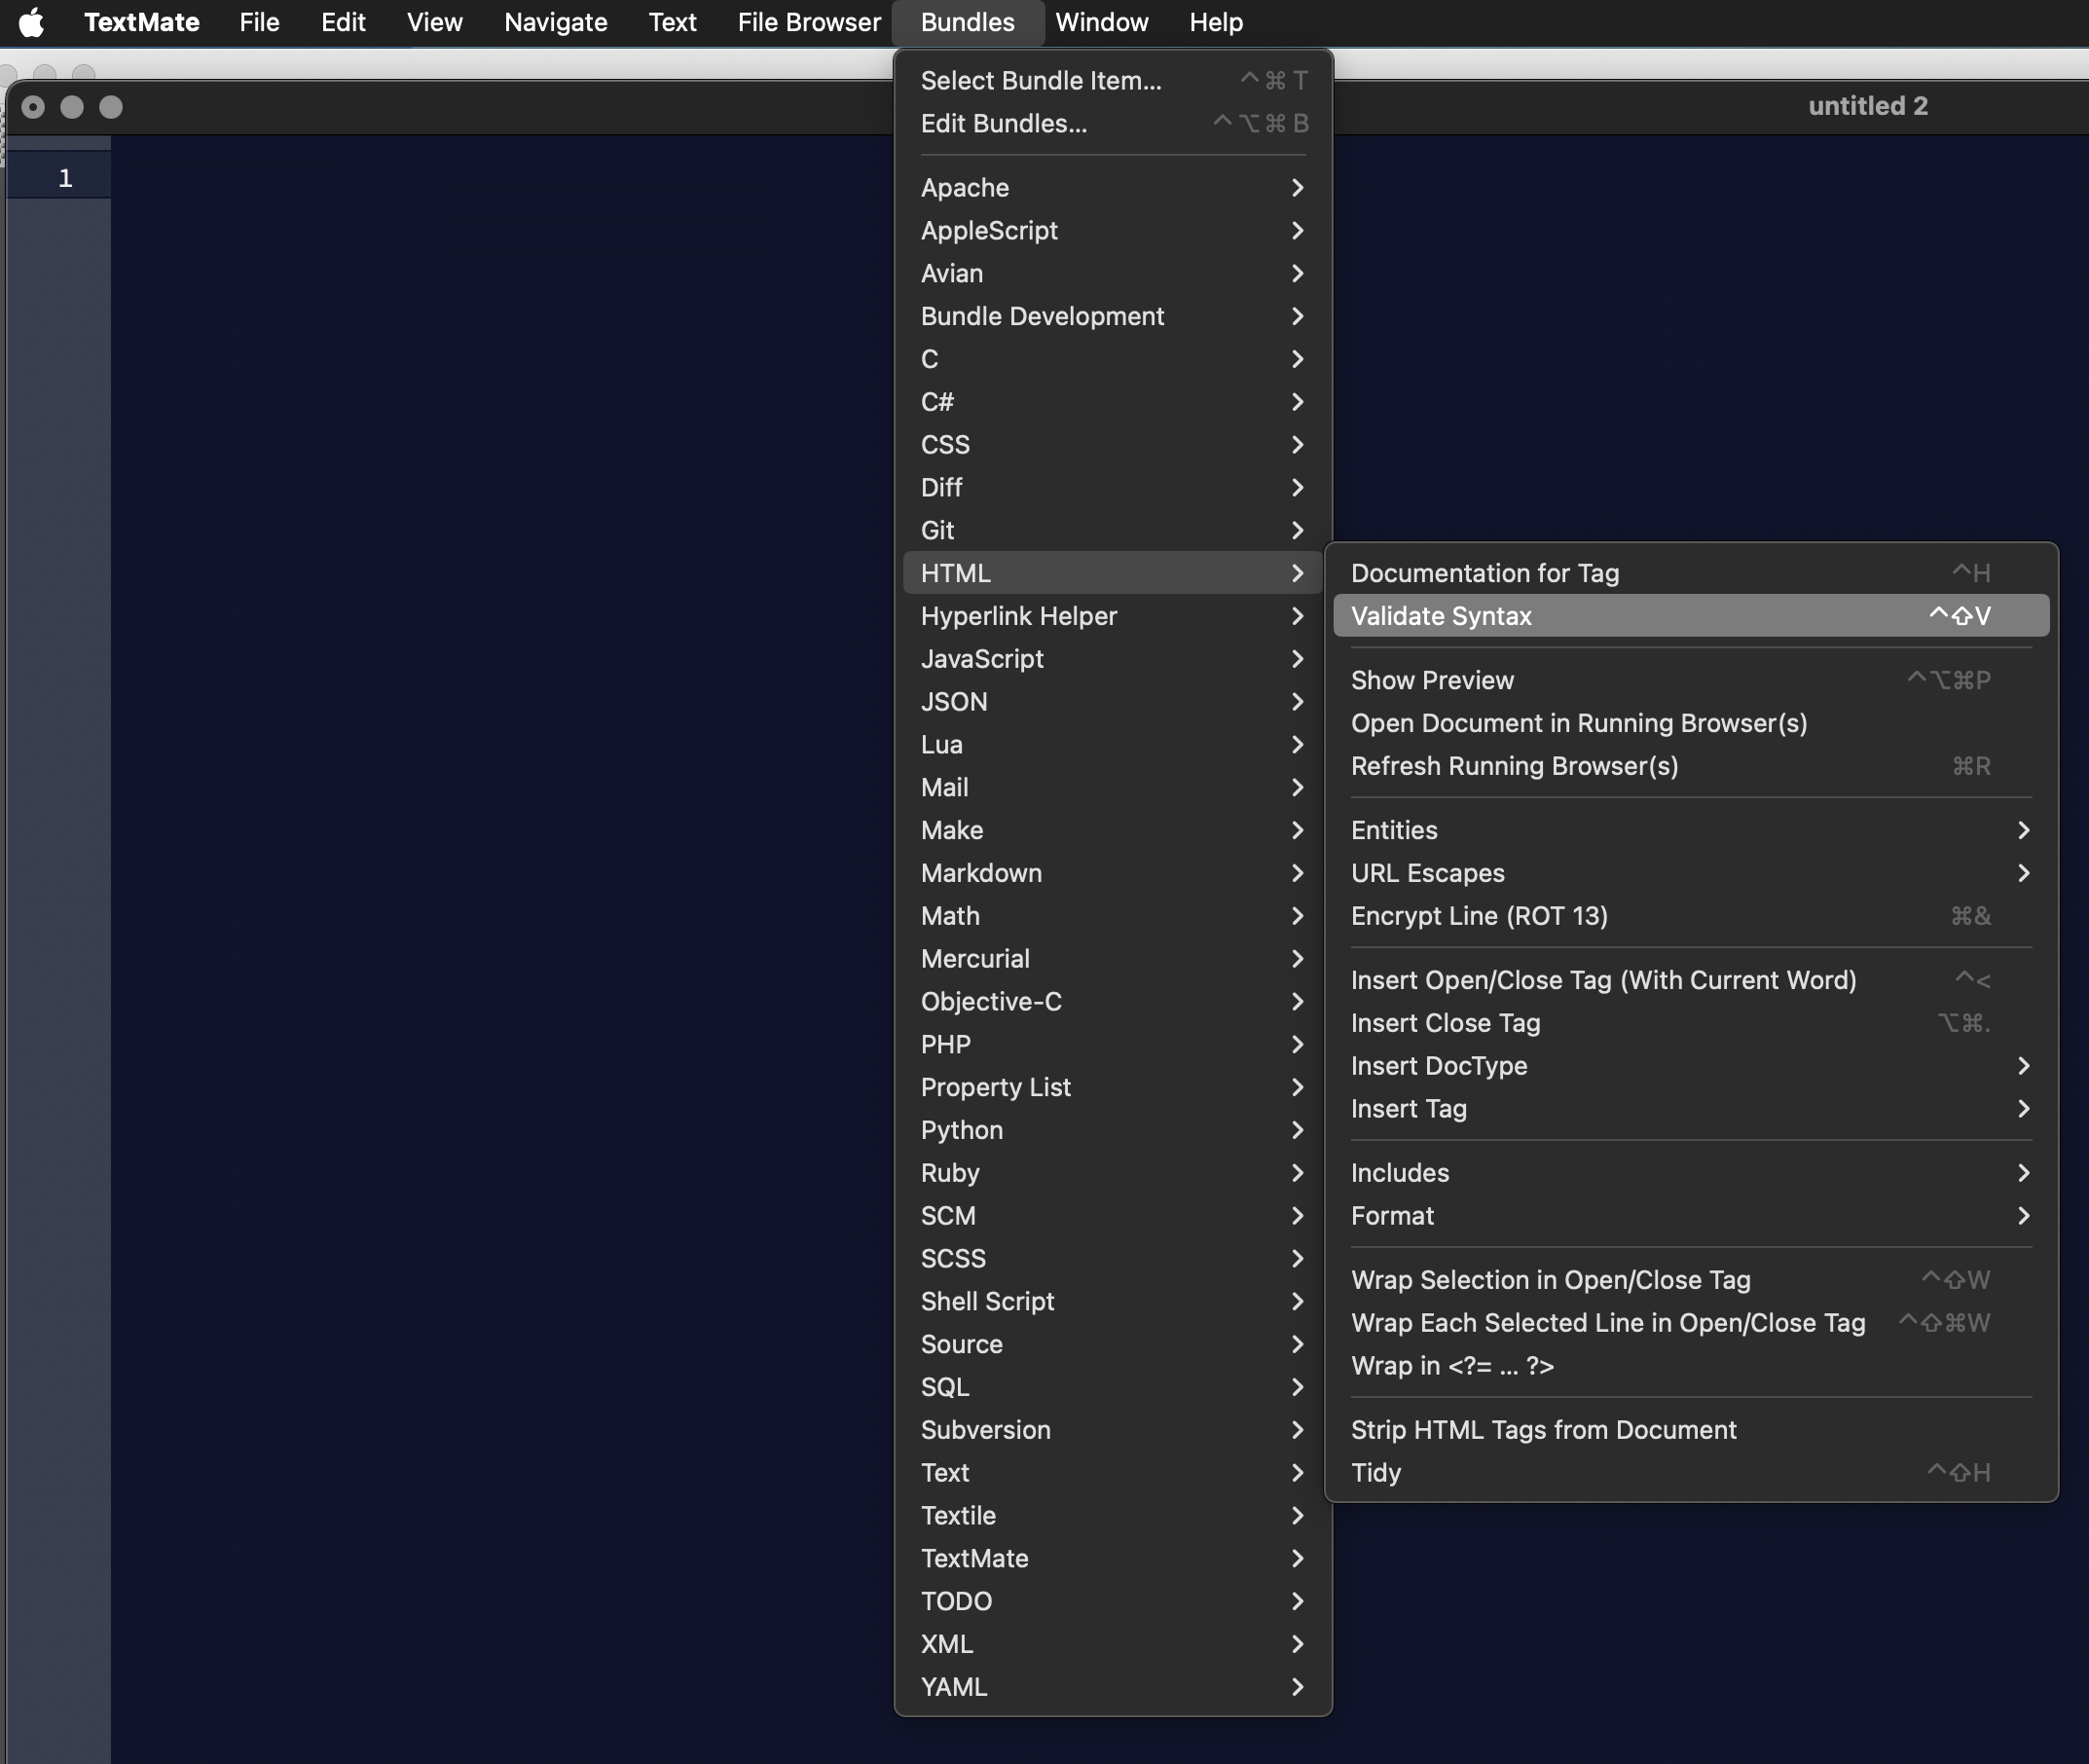 TextMate File Edit View Navigate Text File Browser Bundles Window Help
untitled 2
1
Select Bundle Item... ^⌘T
Edit Bundles... ^⌥⌘B
Apache
AppleScript
Avian
Bundle Development
C
C#
CSS
Diff
Git
HTML
Hyperlink Helper
JavaScript
JSON
Lua
Mail
Make
Markdown
Math
Mercurial
Objective-C
PHP
Property List
Python
Ruby
SCM
SCSS
Shell Script
Source
SQL
Subversion
Text
Textile
TextMate
TODO
XML
YAML
Documentation for Tag ^H
Validate Syntax ^⇧V
Show Preview ^⌥⌘P
Open Document in Running Browser(s)
Refresh Running Browser(s) ⌘R
Entities
URL Escapes
Encrypt Line (ROT 13) ⌘&
Insert Open/Close Tag (With Current Word) ^<
Insert Close Tag ⌥⌘.
Insert DocType
Insert Tag
Includes
Format
Wrap Selection in Open/Close Tag ^⇧W
Wrap Each Selected Line in Open/Close Tag ^⇧⌘W
Wrap in <?= ... ?>
Strip HTML Tags from Document
Tidy ^⇧H